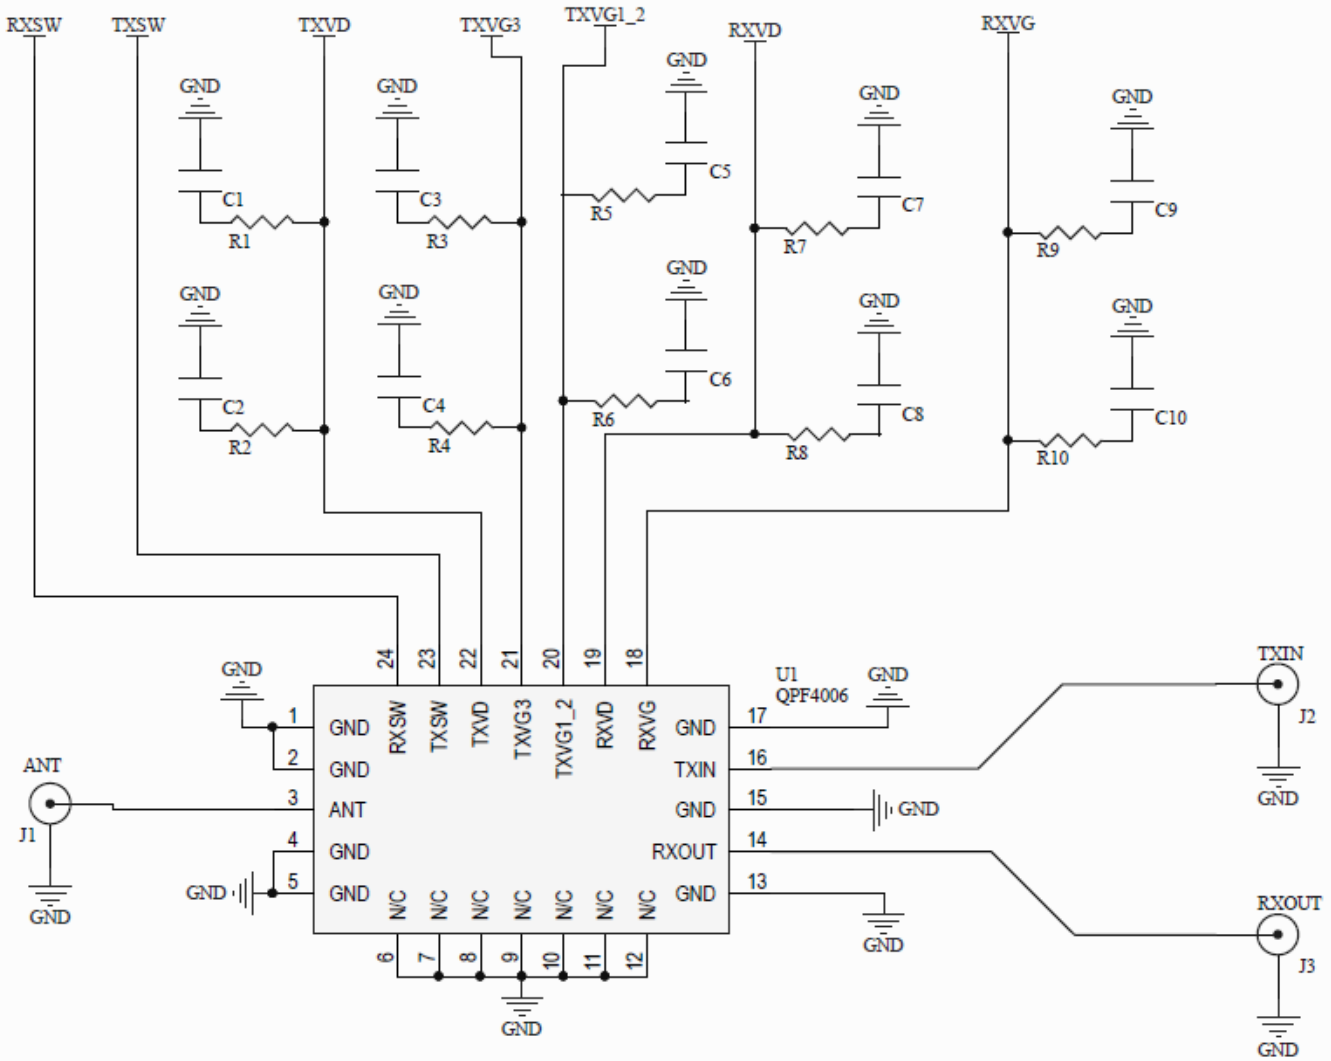 RXSW TXSW TXVD TXVG3 TXVG1_2 RXVD RXVG
GND GND GND GND GND
C1 C3 C5 C7 C9
R1 R3 R5 R7 R9
GND GND GND GND GND
C2 C4 C6 C8 C10
R2 R4 R6 R8 R10
24 23 22 21 20 19 18
U1
QPF4006
RXSW TXSW TXVD TXVG3 TXVG1_2 RXVD RXVG
GND
1 GND
2 GND
ANT
J1
GND
3 ANT
4 GND
GND
5 GND
GND
GND 17
TXIN 16
GND 15
GND
RXOUT 14
GND 13
GND
TXIN
J2
GND
RXOUT
J3
GND
N/C N/C N/C N/C N/C N/C N/C
6 7 8 9 10 11 12
GND